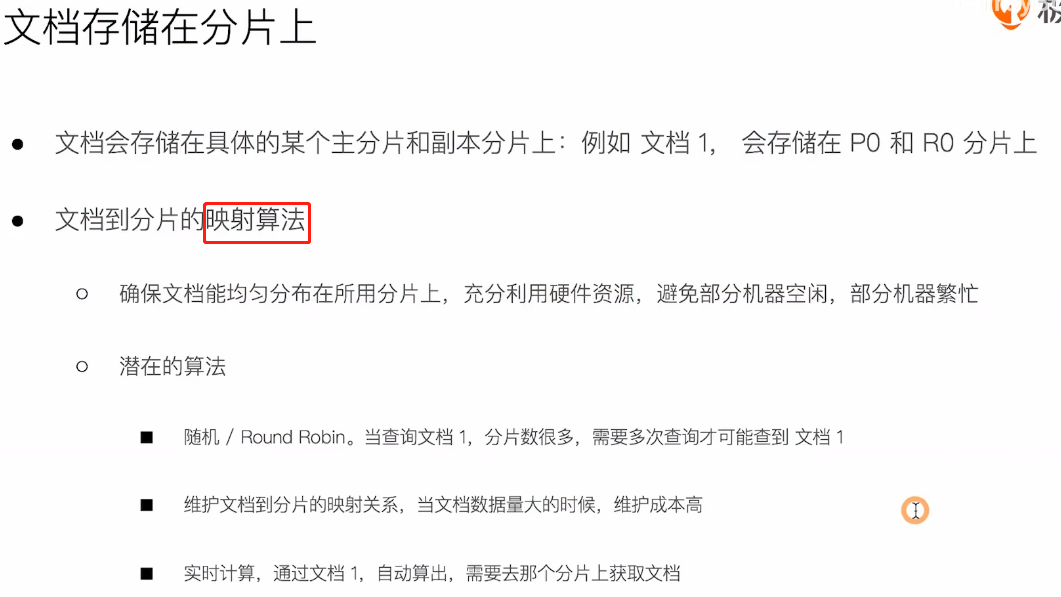 文档存储在分片上
文档会存储在具体的某个主分片和副本分片上：例如 文档 1， 会存储在 P0 和 R0 分片上
文档到分片的映射算法
确保文档能均匀分布在所用分片上，充分利用硬件资源，避免部分机器空闲，部分机器繁忙
潜在的算法
随机 / Round Robin。当查询文档 1，分片数很多，需要多次查询才可能查到 文档 1
维护文档到分片的映射关系，当文档数据量大的时候，维护成本高
实时计算，通过文档 1，自动算出，需要去那个分片上获取文档